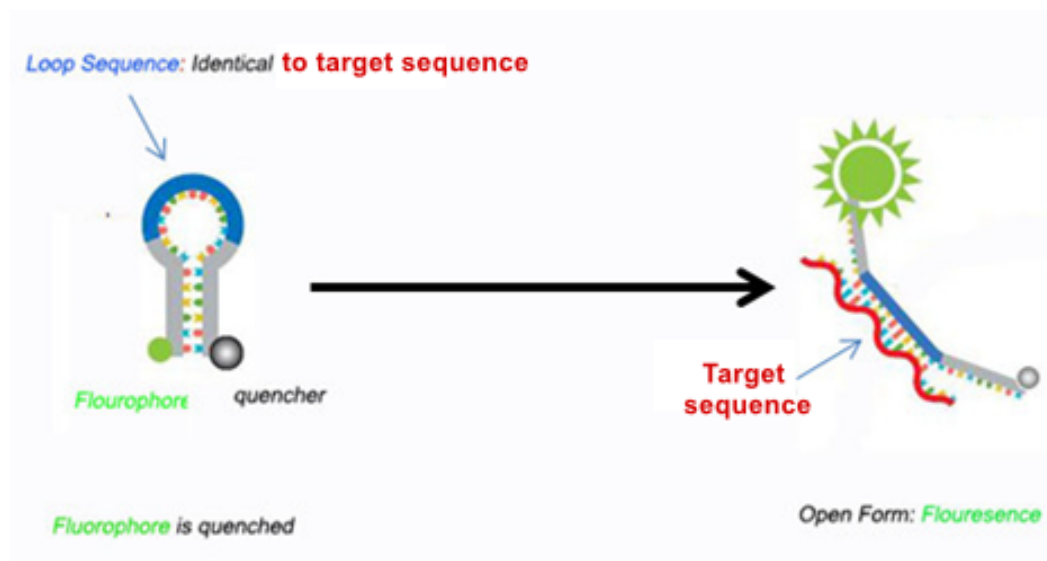 Loop Sequence: Identical to target sequence
Flourophore
quencher
Target
sequence
Fluorophore is quenched
Open Form: Flouresence